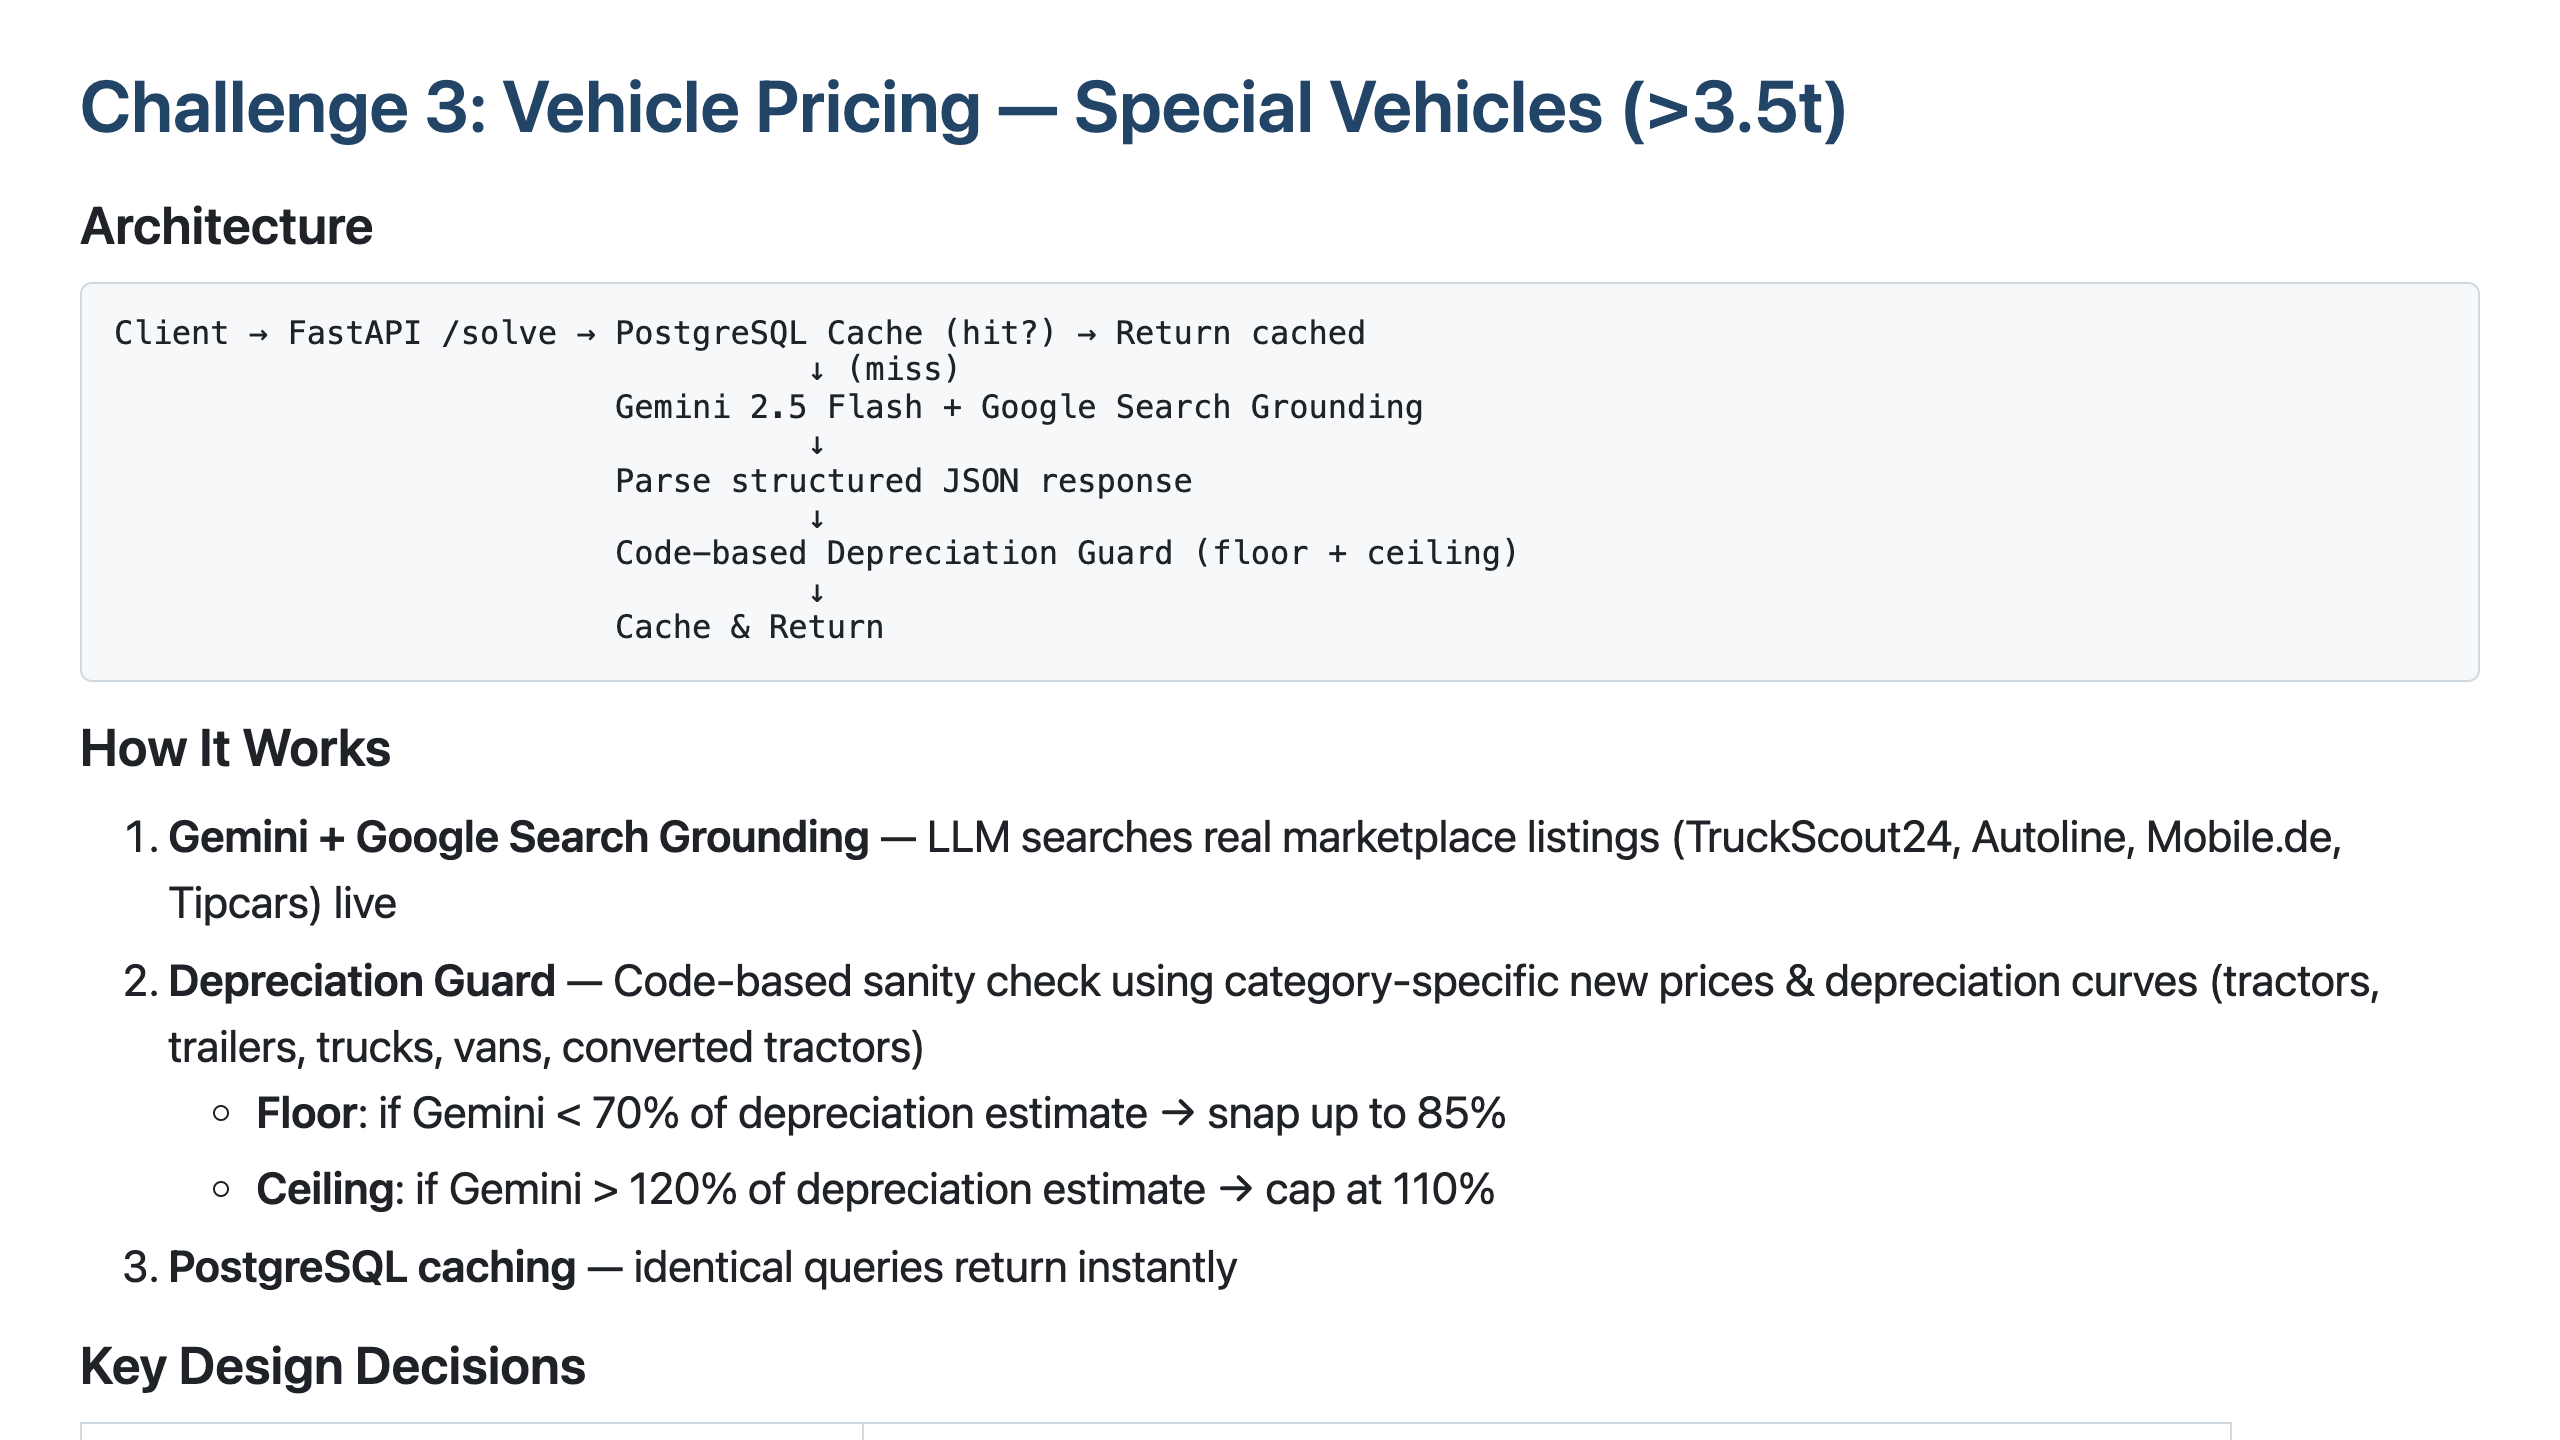 Challenge 3: Vehicle Pricing — Special Vehicles (>3.5t)
Architecture
Client → FastAPI /solve → PostgreSQL Cache (hit?) → Return cached
↓ (miss)
Gemini 2.5 Flash + Google Search Grounding
↓
Parse structured JSON response
↓
Code-based Depreciation Guard (floor + ceiling)
↓
Cache & Return
How It Works
1. Gemini + Google Search Grounding — LLM searches real marketplace listings (TruckScout24, Autoline, Mobile.de,
Tipcars) live
2. Depreciation Guard — Code-based sanity check using category-specific new prices & depreciation curves (tractors,
trailers, trucks, vans, converted tractors)
○ Floor: if Gemini < 70% of depreciation estimate → snap up to 85%
○ Ceiling: if Gemini > 120% of depreciation estimate → cap at 110%
3. PostgreSQL caching — identical queries return instantly
Key Design Decisions